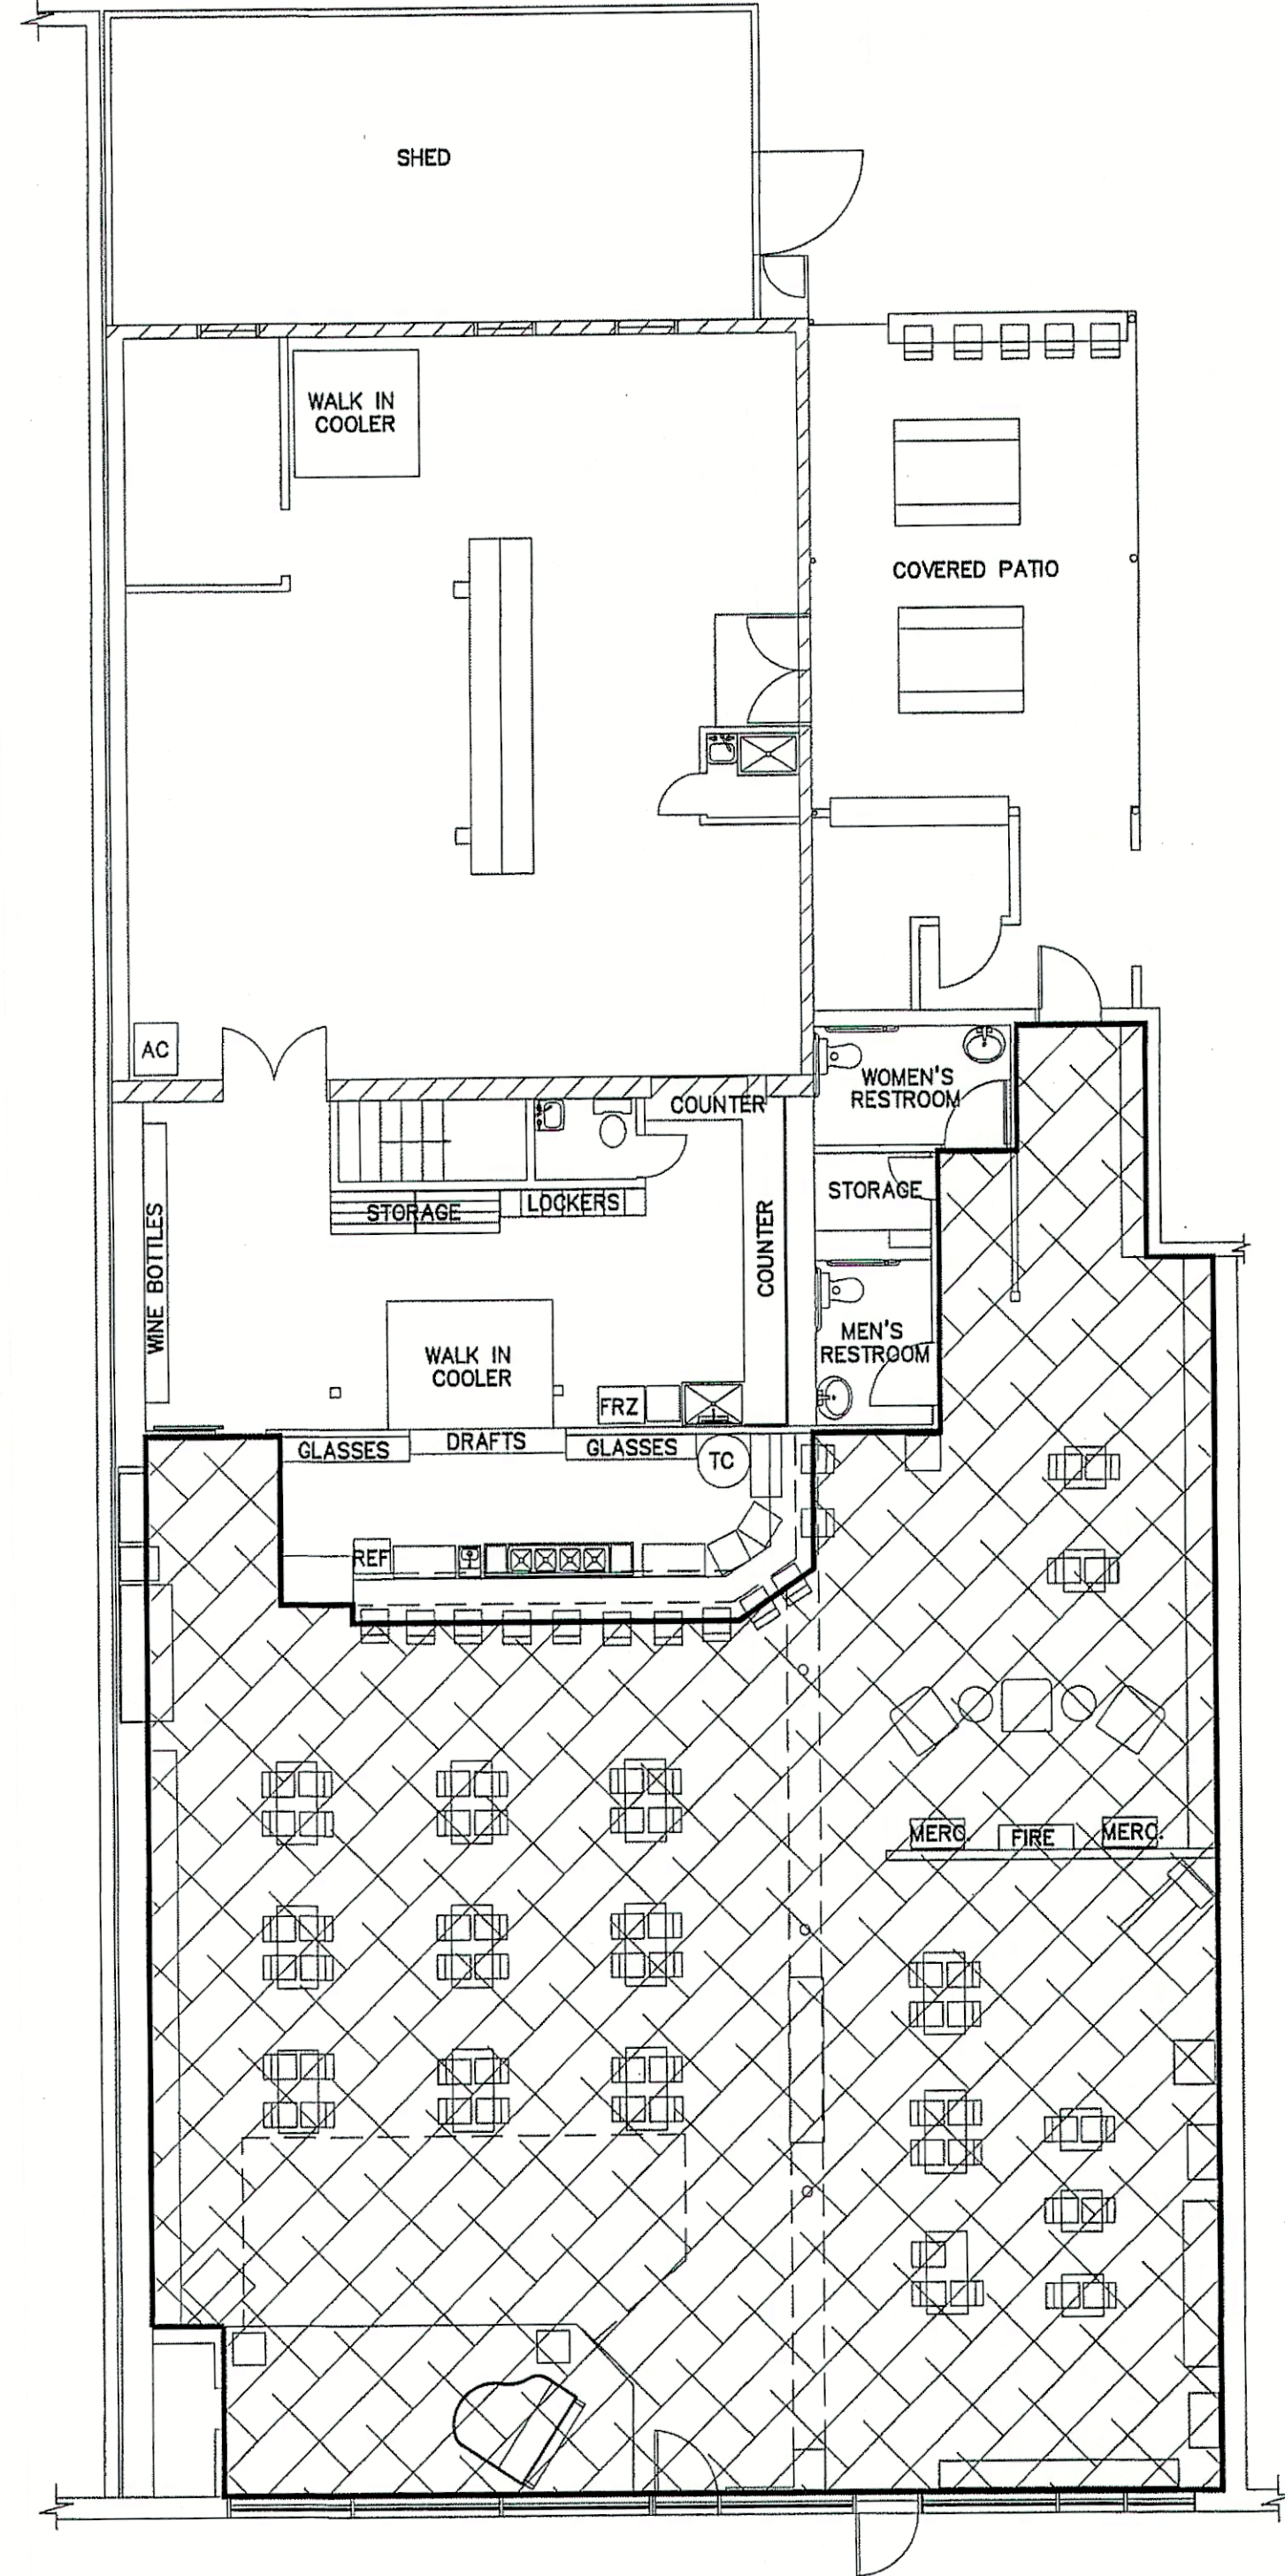 SHED
WALK IN
COOLER
COVERED PATIO
AC
WOMEN'S
RESTROOM
COUNTER
STORAGE
STORAGE
LOCKERS
COUNTER
WINE BOTTLES
MEN'S
RESTROOM
WALK IN
COOLER
FRZ
GLASSES
DRAFTS
GLASSES
TC
REF
MERC.
FIRE
MERC.